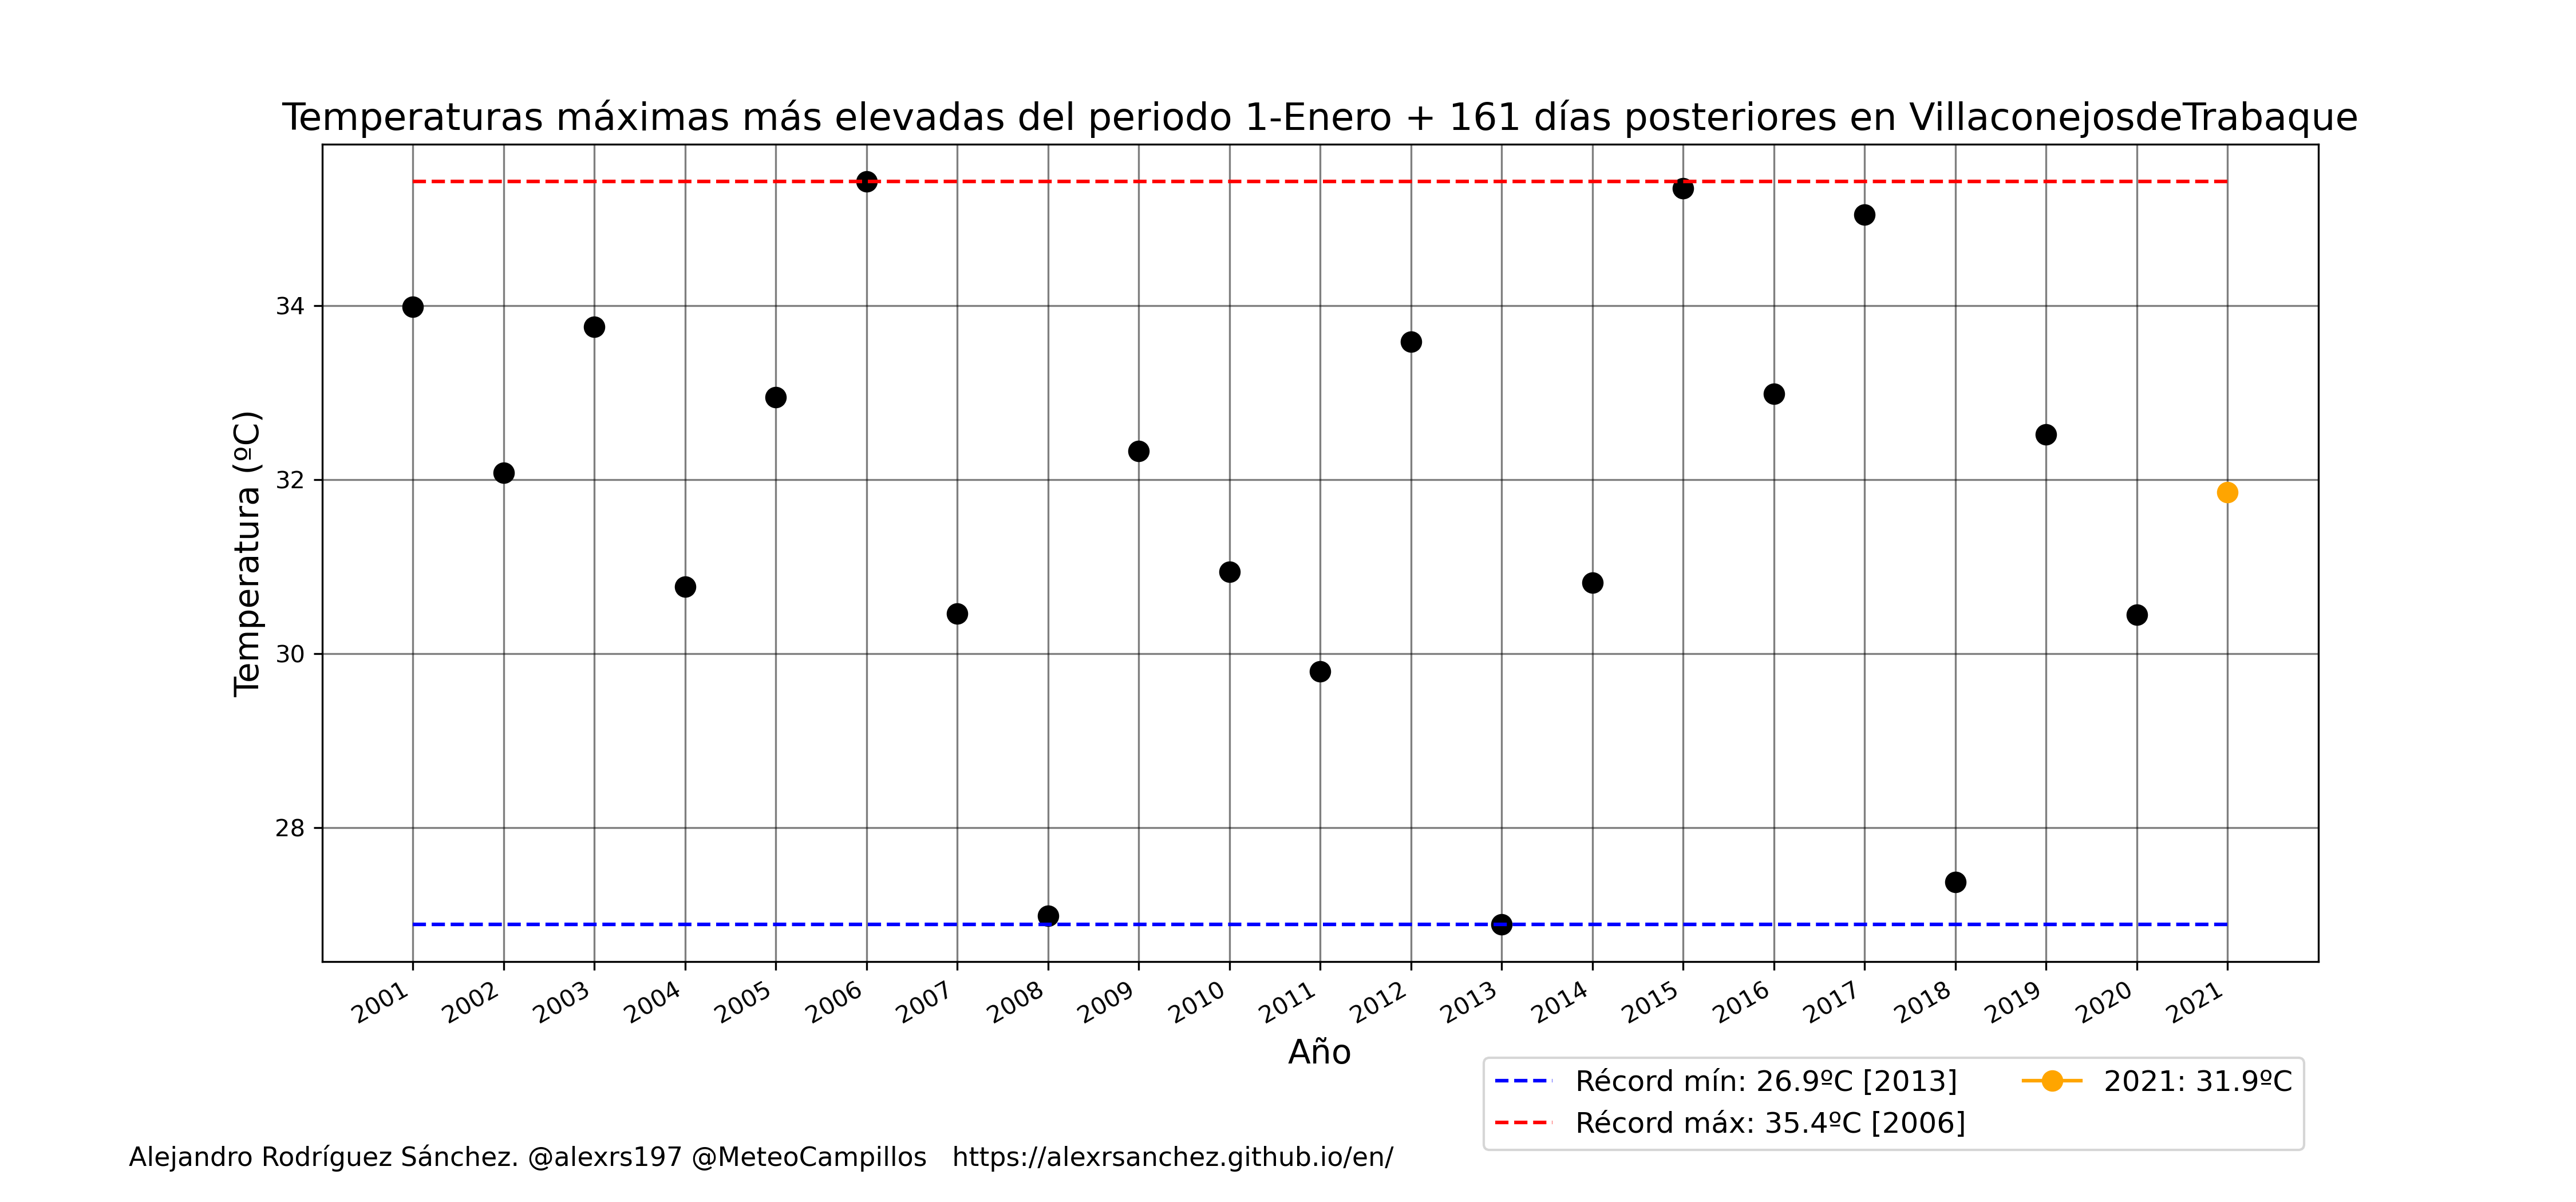 Temperaturas máximas más elevadas del periodo 1-Enero + 161 días posteriores en VillaconejosdeTrabaque
Temperatura (ºC)
34
32
30
28
2001 2002 2003 2004 2005 2006 2007 2008 2009 2010 2011 2012 2013 2014 2015 2016 2017 2018 2019 2020 2021
Año
Récord mín: 26.9ºC [2013]
Récord máx: 35.4ºC [2006]
2021: 31.9ºC
Alejandro Rodríguez Sánchez. @alexrs197 @MeteoCampillos https://alexrsanchez.github.io/en/